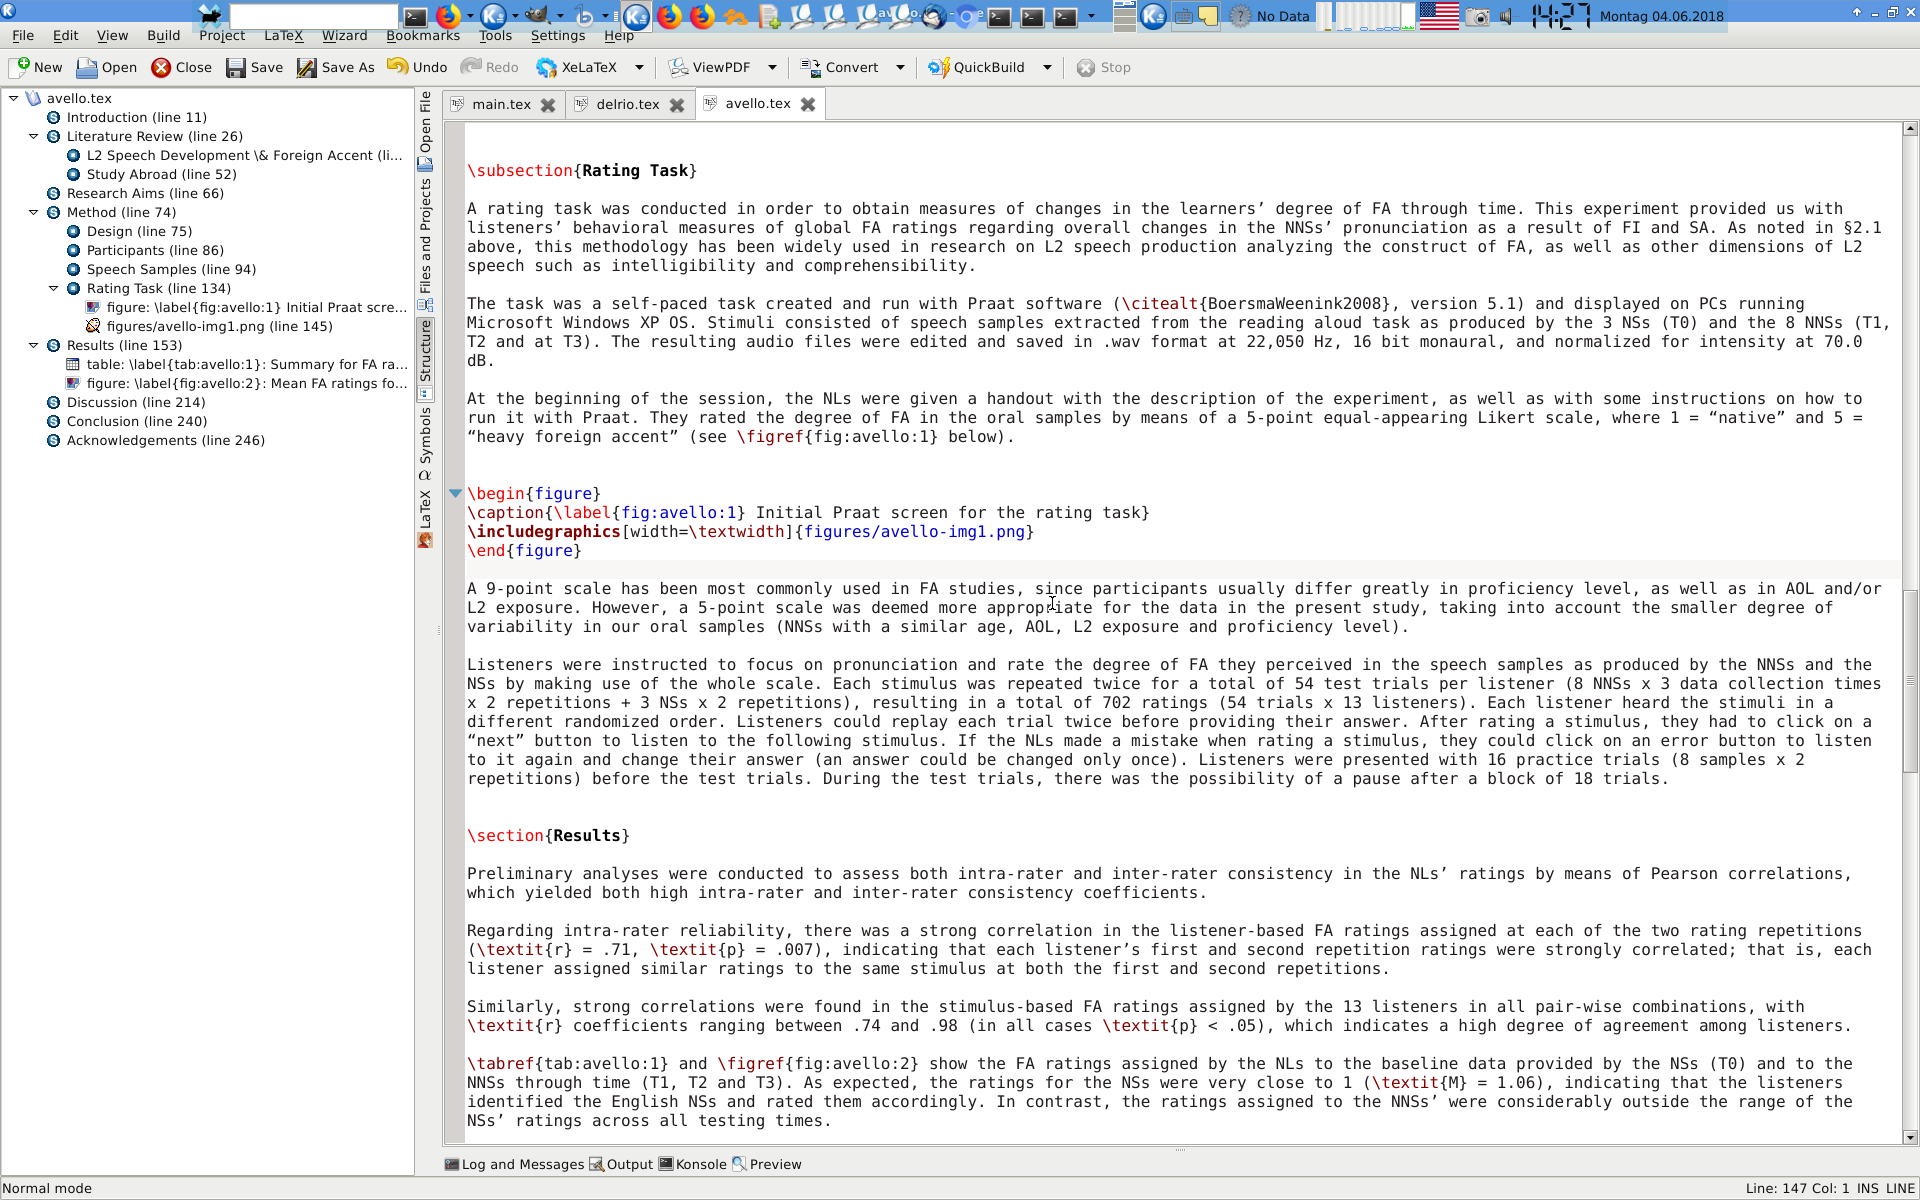 No Data
14:27
Montag 04.06.2018
File Edit View Build Project LaTeX Wizard Bookmarks Tools Settings Help
New Open Close Save Save As Undo Redo XeLaTeX ViewPDF Convert QuickBuild Stop
avello.tex
Introduction (line 11)
Literature Review (line 26)
L2 Speech Development \& Foreign Accent (li...
Study Abroad (line 52)
Research Aims (line 66)
Method (line 74)
Design (line 75)
Participants (line 86)
Speech Samples (line 94)
Rating Task (line 134)
figure: \label{fig:avello:1} Initial Praat scre...
figures/avello-img1.png (line 145)
Results (line 153)
table: \label{tab:avello:1}: Summary for FA ra...
figure: \label{fig:avello:2}: Mean FA ratings fo...
Discussion (line 214)
Conclusion (line 240)
Acknowledgements (line 246)
Open File
Files and Projects
Structure
Symbols
LaTeX
main.tex delrio.tex avello.tex
\subsection{Rating Task}
A rating task was conducted in order to obtain measures of changes in the learners’ degree of FA through time. This experiment provided us with
listeners’ behavioral measures of global FA ratings regarding overall changes in the NNSs’ pronunciation as a result of FI and SA. As noted in §2.1
above, this methodology has been widely used in research on L2 speech production analyzing the construct of FA, as well as other dimensions of L2
speech such as intelligibility and comprehensibility.
The task was a self-paced task created and run with Praat software (\citealt{BoersmaWeenink2008}, version 5.1) and displayed on PCs running
Microsoft Windows XP OS. Stimuli consisted of speech samples extracted from the reading aloud task as produced by the 3 NSs (T0) and the 8 NNSs (T1,
T2 and at T3). The resulting audio files were edited and saved in .wav format at 22,050 Hz, 16 bit monaural, and normalized for intensity at 70.0
dB.
At the beginning of the session, the NLs were given a handout with the description of the experiment, as well as with some instructions on how to
run it with Praat. They rated the degree of FA in the oral samples by means of a 5-point equal-appearing Likert scale, where 1 = “native” and 5 =
“heavy foreign accent” (see \figref{fig:avello:1} below).
\begin{figure}
\caption{\label{fig:avello:1} Initial Praat screen for the rating task}
\includegraphics[width=\textwidth]{figures/avello-img1.png}
\end{figure}
A 9-point scale has been most commonly used in FA studies, since participants usually differ greatly in proficiency level, as well as in AOL and/or
L2 exposure. However, a 5-point scale was deemed more appropriate for the data in the present study, taking into account the smaller degree of
variability in our oral samples (NNSs with a similar age, AOL, L2 exposure and proficiency level).
Listeners were instructed to focus on pronunciation and rate the degree of FA they perceived in the speech samples as produced by the NNSs and the
NSs by making use of the whole scale. Each stimulus was repeated twice for a total of 54 test trials per listener (8 NNSs x 3 data collection times
x 2 repetitions + 3 NSs x 2 repetitions), resulting in a total of 702 ratings (54 trials x 13 listeners). Each listener heard the stimuli in a
different randomized order. Listeners could replay each trial twice before providing their answer. After rating a stimulus, they had to click on a
“next” button to listen to the following stimulus. If the NLs made a mistake when rating a stimulus, they could click on an error button to listen
to it again and change their answer (an answer could be changed only once). Listeners were presented with 16 practice trials (8 samples x 2
repetitions) before the test trials. During the test trials, there was the possibility of a pause after a block of 18 trials.
\section{Results}
Preliminary analyses were conducted to assess both intra-rater and inter-rater consistency in the NLs’ ratings by means of Pearson correlations,
which yielded both high intra-rater and inter-rater consistency coefficients.
Regarding intra-rater reliability, there was a strong correlation in the listener-based FA ratings assigned at each of the two rating repetitions
(\textit{r} = .71, \textit{p} = .007), indicating that each listener’s first and second repetition ratings were strongly correlated; that is, each
listener assigned similar ratings to the same stimulus at both the first and second repetitions.
Similarly, strong correlations were found in the stimulus-based FA ratings assigned by the 13 listeners in all pair-wise combinations, with
\textit{r} coefficients ranging between .74 and .98 (in all cases \textit{p} < .05), which indicates a high degree of agreement among listeners.
\tabref{tab:avello:1} and \figref{fig:avello:2} show the FA ratings assigned by the NLs to the baseline data provided by the NSs (T0) and to the
NNSs through time (T1, T2 and T3). As expected, the ratings for the NSs were very close to 1 (\textit{M} = 1.06), indicating that the listeners
identified the English NSs and rated them accordingly. In contrast, the ratings assigned to the NNSs’ were considerably outside the range of the
NSs’ ratings across all testing times.
Log and Messages Output Konsole Preview
Normal mode
Line: 147 Col: 1 INS LINE